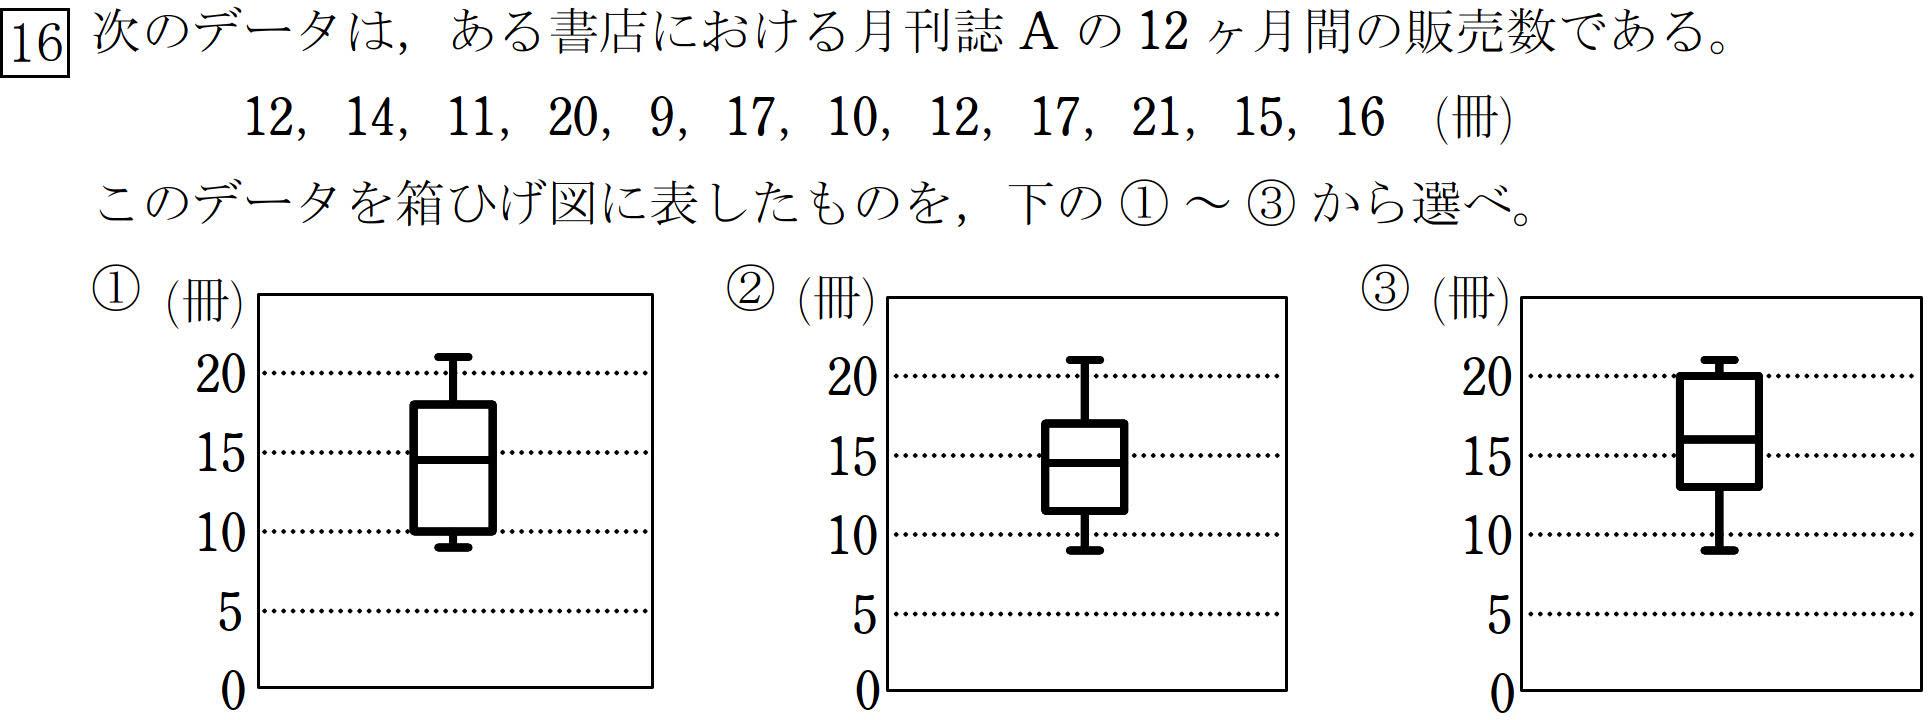 16 次のデータは，ある書店における月刊誌 A の 12 ヶ月間の販売数である。
12，14，11，20，9，17，10，12，17，21，15，16 (冊)
このデータを箱ひげ図に表したものを，下の ① ～ ③ から選べ。
① (冊)
20
15
10
5
0
② (冊)
20
15
10
5
0
③ (冊)
20
15
10
5
0